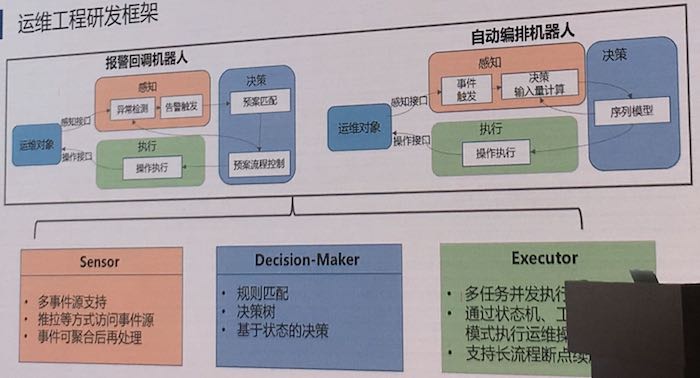 运维工程研发框架
报警回调机器人
自动编排机器人
感知
决策
感知
决策
异常检测
告警触发
预案匹配
事件
触发
决策
输入量计算
序列模型
感知接口
感知接口
运维对象
运维对象
操作接口
操作接口
执行
执行
操作执行
预案流程控制
操作执行
Sensor
• 多事件源支持
• 推拉等方式访问事件源
• 事件可聚合后再处理
Decision-Maker
• 规则匹配
• 决策树
• 基于状态的决策
Executor
• 多任务并发执行
• 通过状态机、
模式执行运维
• 支持长流程断点